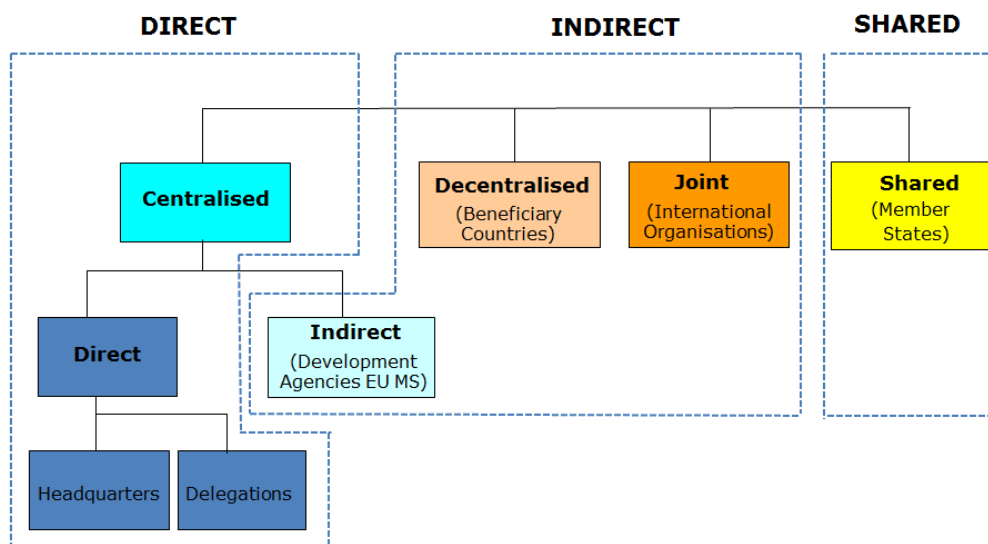 DIRECT
INDIRECT
SHARED
Centralised
Decentralised
(Beneficiary
Countries)
Joint
(International
Organisations)
Shared
(Member
States)
Direct
Indirect
(Development
Agencies EU MS)
Headquarters
Delegations